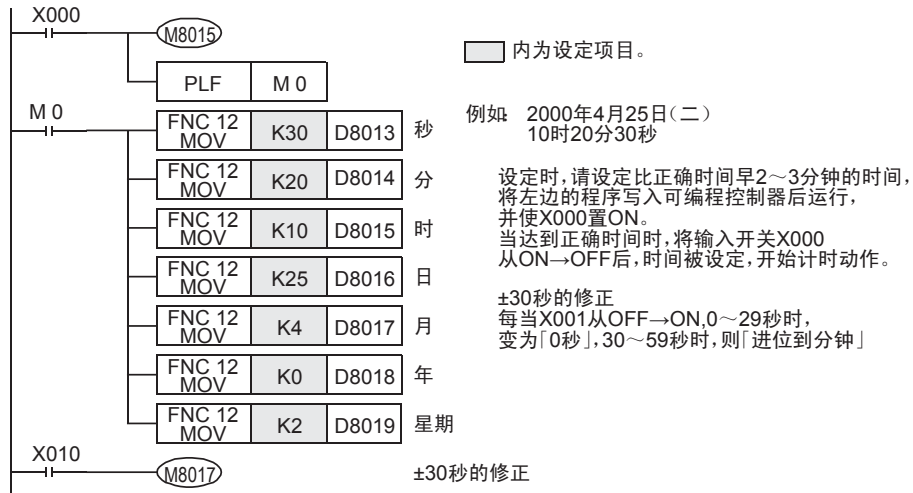 X000
M8015
内为设定项目。
PLF M 0
M 0
FNC 12 MOV K30 D8013 秒
例如 2000年4月25日(二)
10时20分30秒
FNC 12 MOV K20 D8014 分
设定时,请设定比正确时间早2～3分钟的时间,
将左边的程序写入可编程控制器后运行,
并使X000置ON。
FNC 12 MOV K10 D8015 时
当达到正确时间时,将输入开关X000
从ON→OFF后,时间被设定,开始计时动作。
FNC 12 MOV K25 D8016 日
±30秒的修正
FNC 12 MOV K4 D8017 月
每当X001从OFF→ON,0～29秒时,
变为「0秒」,30～59秒时,则「进位到分钟」
FNC 12 MOV K0 D8018 年
FNC 12 MOV K2 D8019 星期
X010
M8017 ±30秒的修正